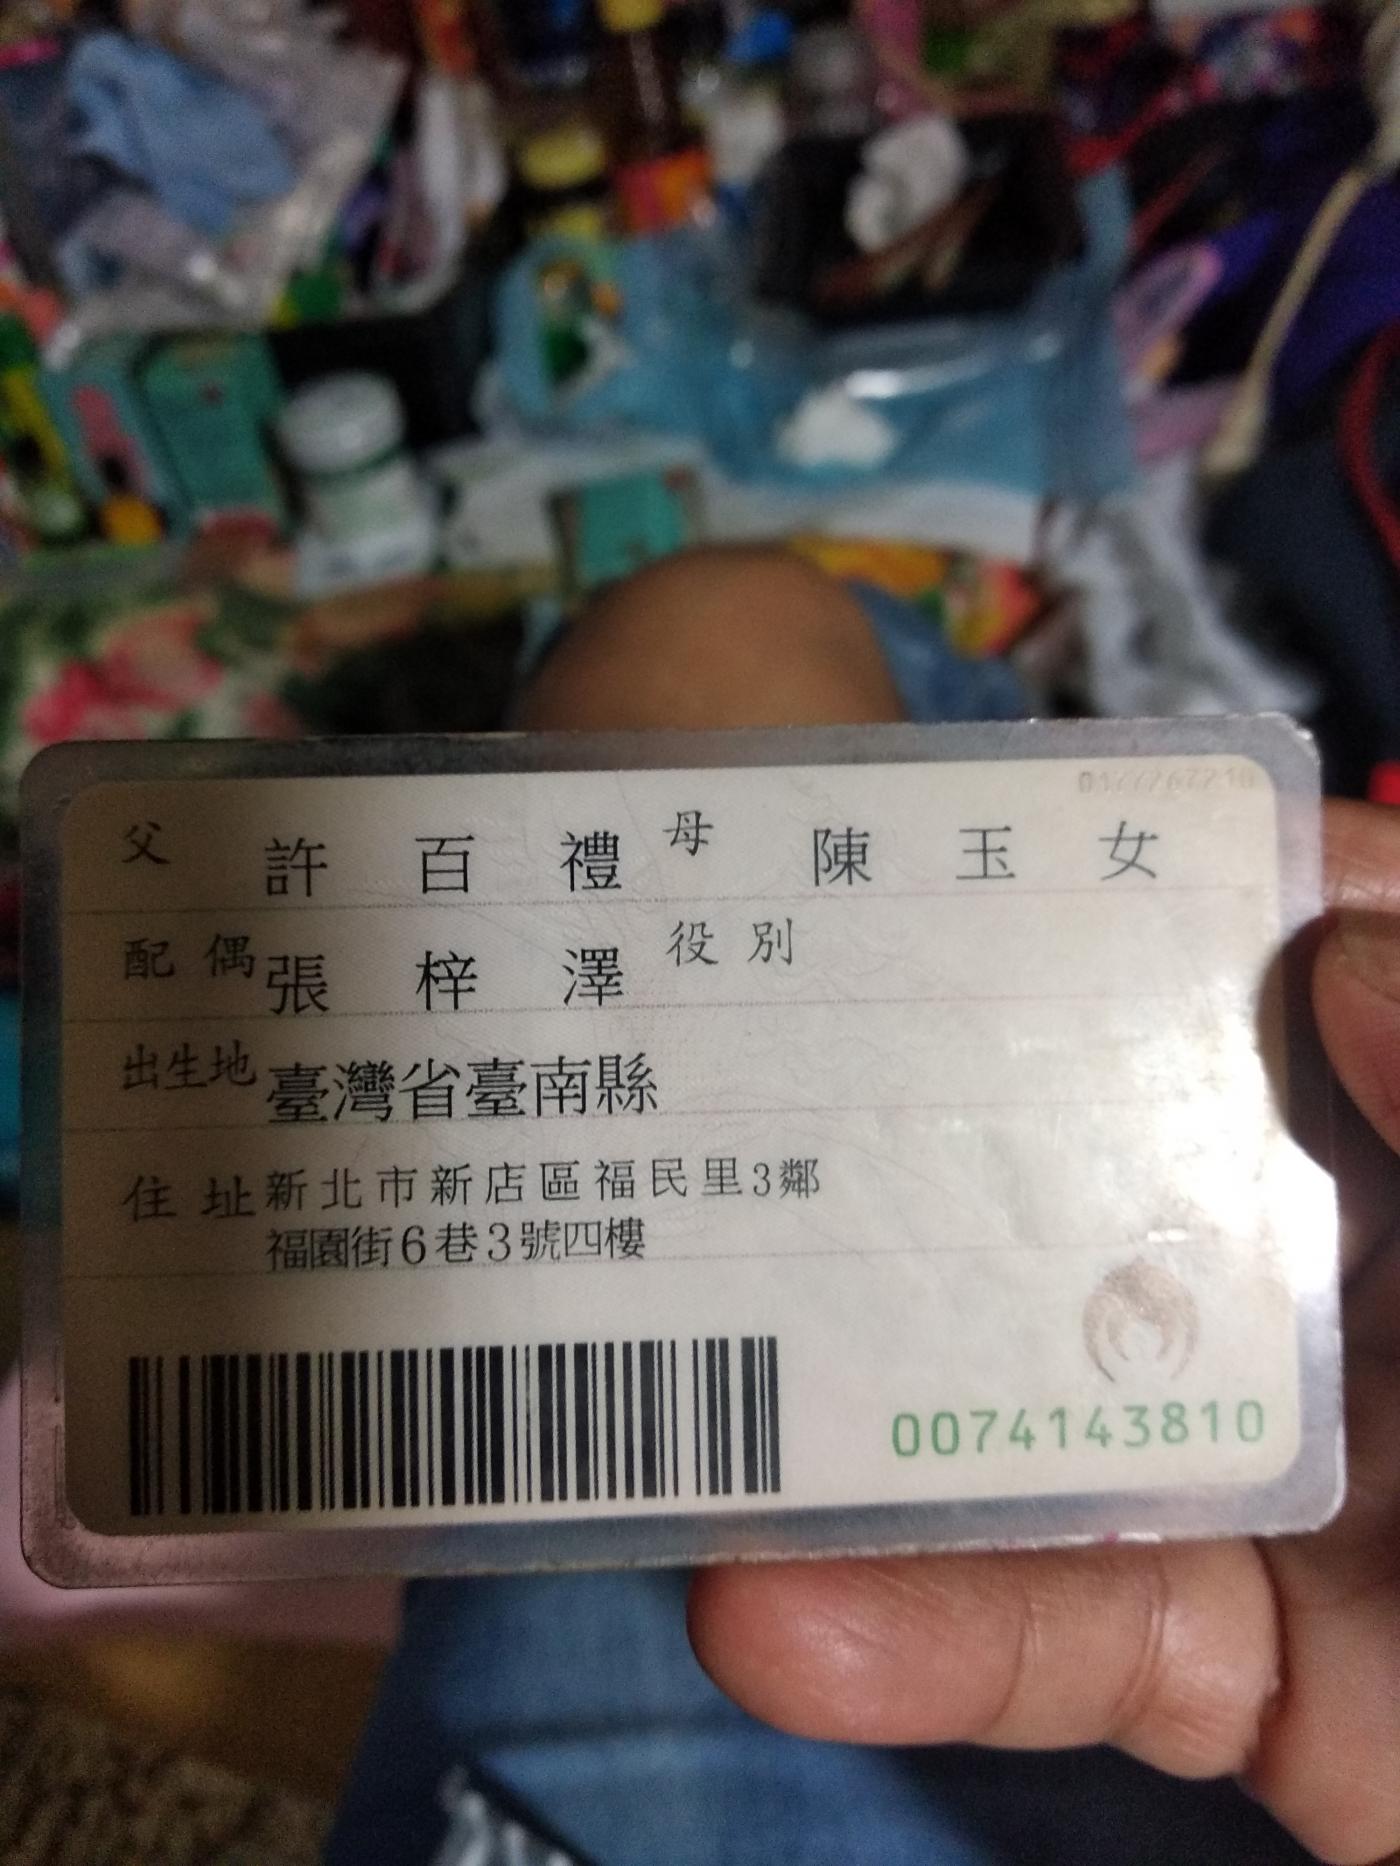 父 許百禮 母 陳玉女
配偶 張梓澤 役別
出生地 臺灣省臺南縣
住址 新北市新店區福民里3鄰
福園街6巷3號四樓
0074143810